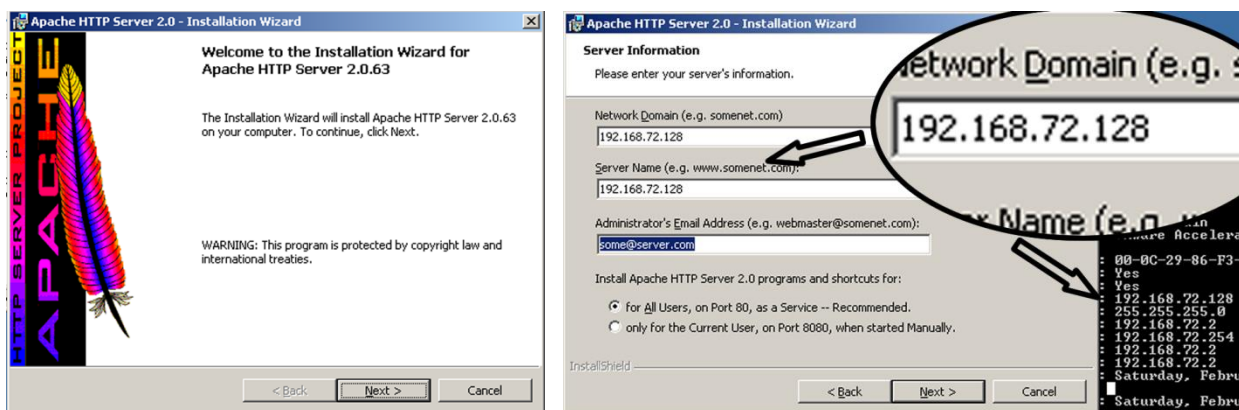 Apache HTTP Server 2.0 - Installation Wizard
HTTP SERVER PROJECT
APACHE
Welcome to the Installation Wizard for
Apache HTTP Server 2.0.63
The Installation Wizard will install Apache HTTP Server 2.0.63
on your computer. To continue, click Next.
WARNING: This program is protected by copyright law and
international treaties.
< Back
Next >
Cancel
Apache HTTP Server 2.0 - Installation Wizard
Server Information
Please enter your server's information.
Network Domain (e.g. somenet.com)
192.168.72.128
Server Name (e.g. www.somenet.com):
192.168.72.128
Administrator's Email Address (e.g. webmaster@somenet.com):
some@server.com
Install Apache HTTP Server 2.0 programs and shortcuts for:
for All Users, on Port 80, as a Service -- Recommended.
only for the Current User, on Port 8080, when started Manually.
InstallShield
< Back
Next >
Cancel
etwork Domain (e.g. s
192.168.72.128
Name (e.g.
Accelera
: 00-0C-29-86-F3-
: Yes
: Yes
: 192.168.72.128
: 255.255.255.0
: 192.168.72.2
: 192.168.72.254
: 192.168.72.2
: 192.168.72.2
: Saturday, Febru
: Saturday, Febru